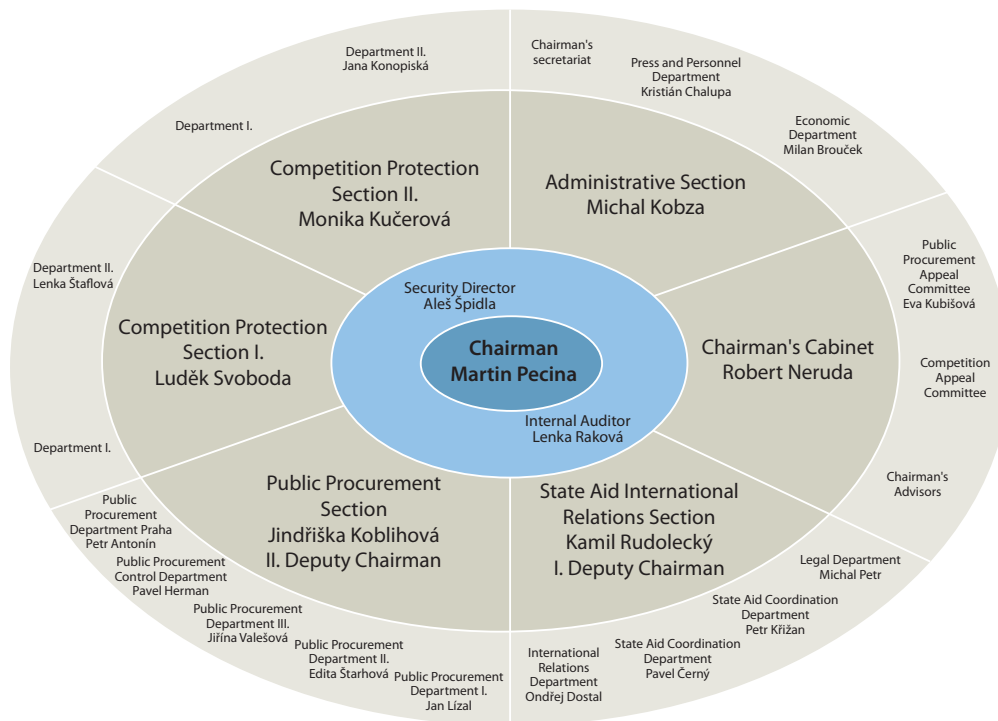 Department II.
Jana Konopiská
Chairman's
secretariat
Press and Personnel
Department
Kristián Chalupa
Department I.
Economic
Department
Milan Brouček
Competition Protection
Section II.
Monika Kučerová
Administrative Section
Michal Kobza
Department II.
Lenka Štaflová
Public
Procurement
Appeal
Committee
Eva Kubišová
Security Director
Aleš Špidla
Competition Protection
Section I.
Luděk Svoboda
Chairman
Martin Pecina
Chairman's Cabinet
Robert Neruda
Competition
Appeal
Committee
Internal Auditor
Lenka Raková
Department I.
Chairman's
Advisors
Public Procurement
Section
Jindřiška Koblihová
II. Deputy Chairman
State Aid International
Relations Section
Kamil Rudolecký
I. Deputy Chairman
Public
Procurement
Department Praha
Petr Antonín
Public Procurement
Control Department
Pavel Herman
Public Procurement
Department III.
Jiřína Valešová
Public Procurement
Department II.
Edita Štarhová
Public Procurement
Department I.
Jan Lízal
International
Relations
Department
Ondřej Dostal
State Aid Coordination
Department
Pavel Černý
State Aid Coordination
Department
Petr Křižan
Legal Department
Michal Petr